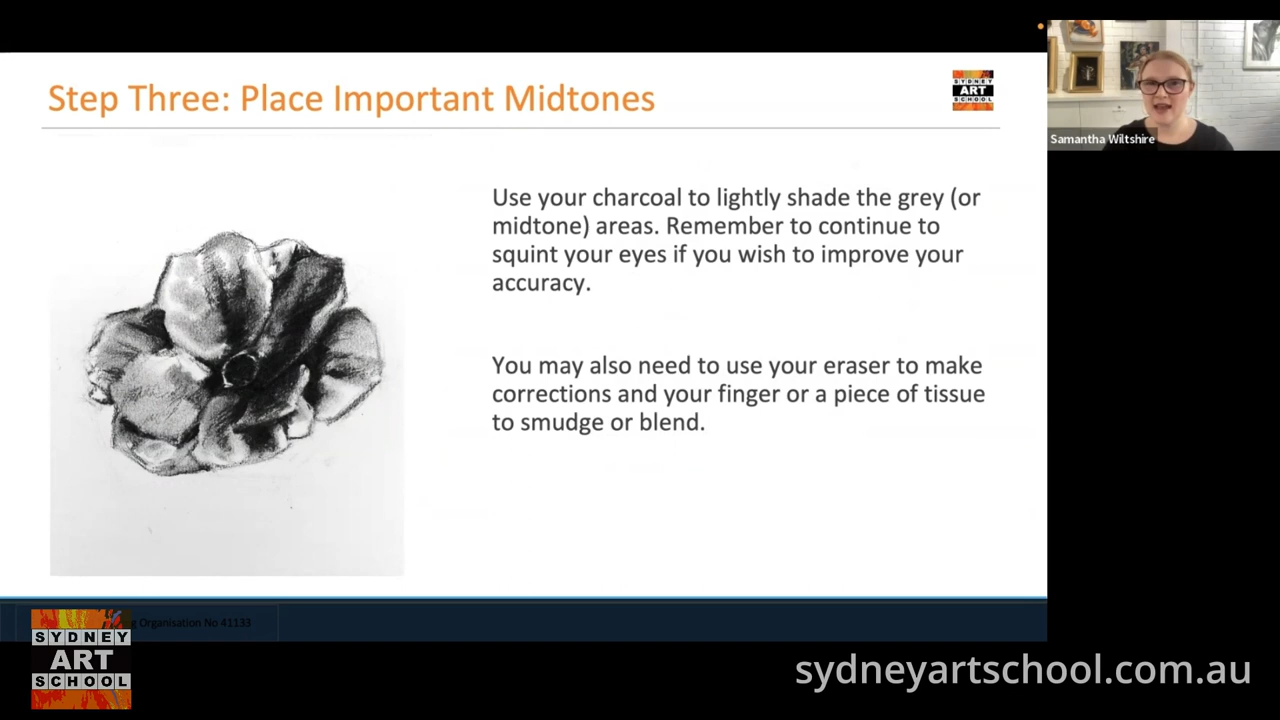 Step Three: Place Important Midtones
SYDNEY
ART
SCHOOL
Samantha Wiltshire
Use your charcoal to lightly shade the grey (or
midtone) areas. Remember to continue to
squint your eyes if you wish to improve your
accuracy.
You may also need to use your eraser to make
corrections and your finger or a piece of tissue
to smudge or blend.
Organisation No 41133
SYDNEY
ART
SCHOOL
sydneyartschool.com.au